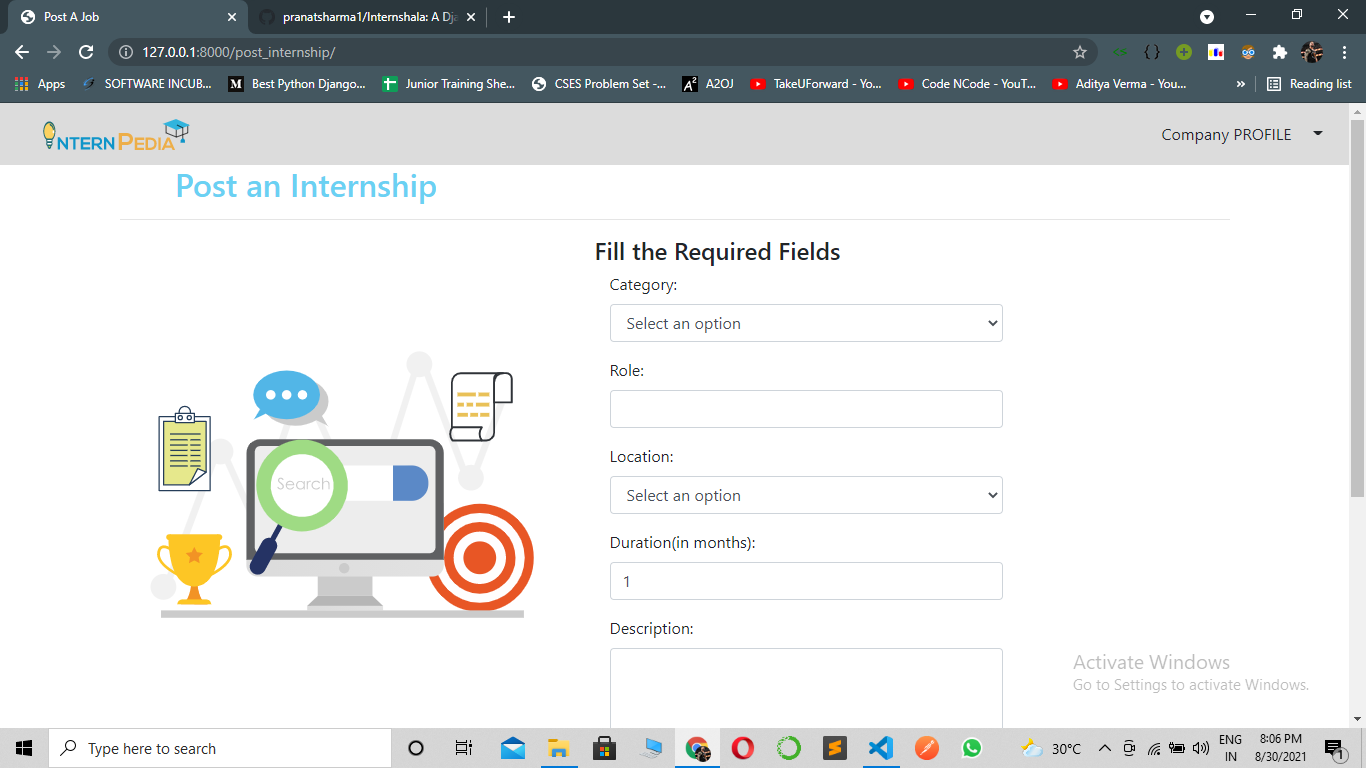 Post A Job
pranatsharma1/Internshala: A Dja
127.0.0.1:8000/post_internship/
Apps
SOFTWARE INCUB...
Best Python Django...
Junior Training She...
CSES Problem Set -...
A2OJ
TakeUForward - Yo...
Code NCode - YouT...
Aditya Verma - You...
»
Reading list
NTERN PEDIA
Company PROFILE
Post an Internship
Fill the Required Fields
Category:
Select an option
Role:
Location:
Select an option
Duration(in months):
1
Description:
Search
Activate Windows
Go to Settings to activate Windows.
Type here to search
30°C
ENG
IN
8:06 PM
8/30/2021
1